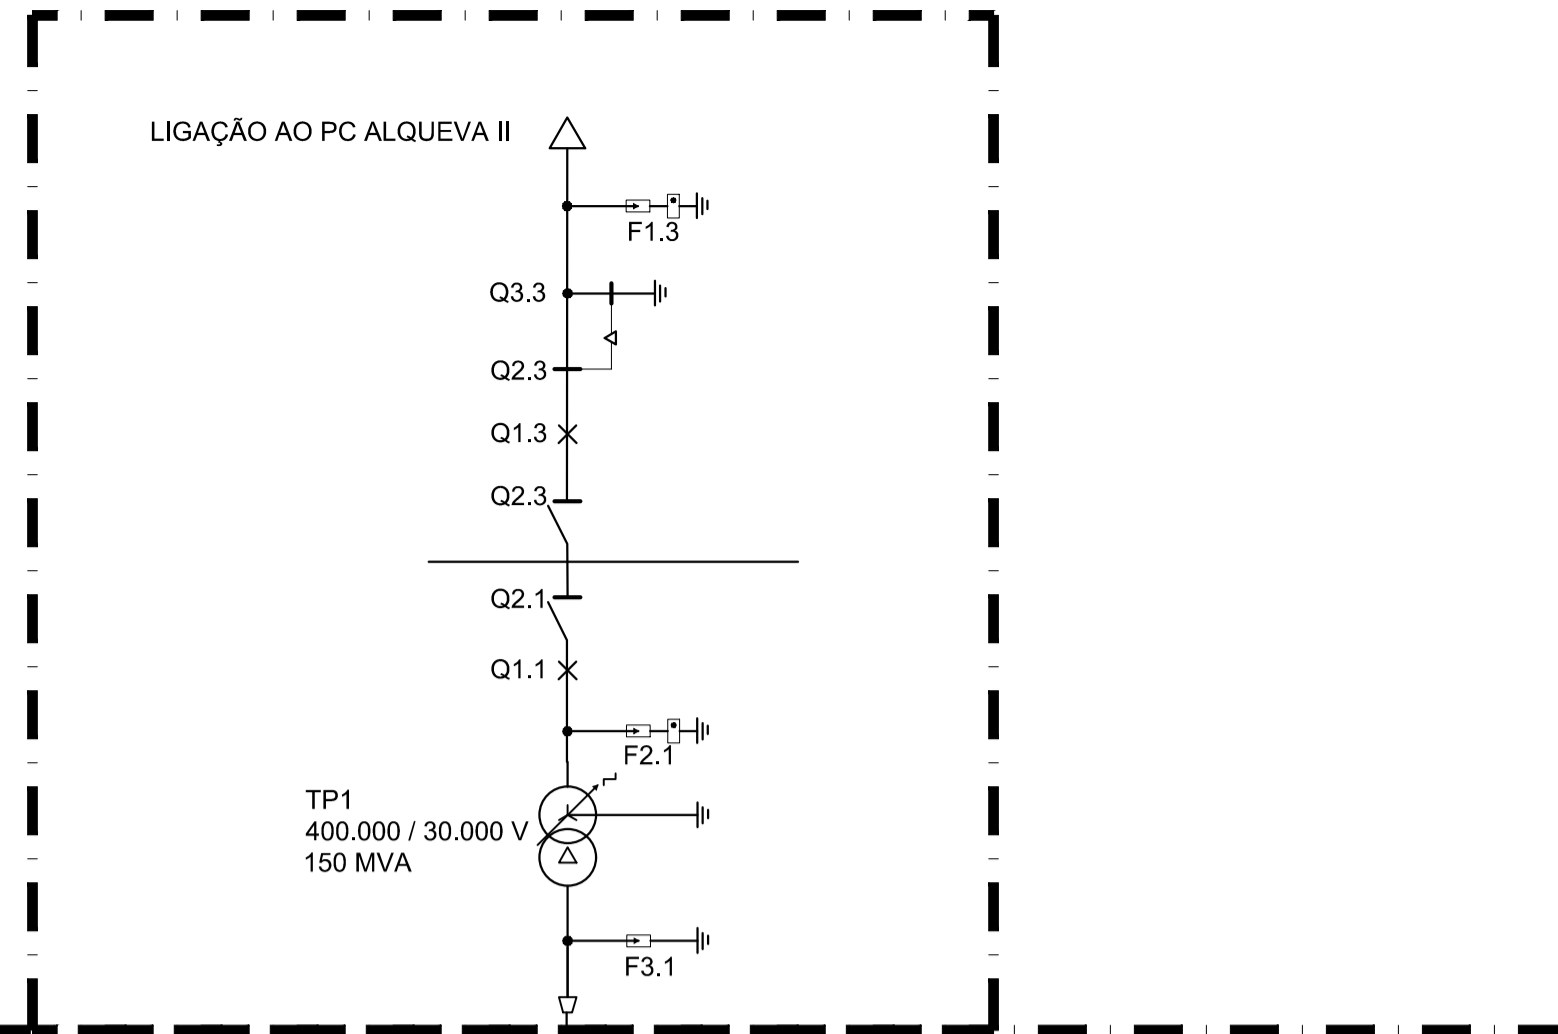 LIGAÇÃO AO PC ALQUEVA II
F1.3
Q3.3
Q2.3
Q1.3
Q2.3
Q2.1
Q1.1
F2.1
TP1
400.000 / 30.000 V
150 MVA
F3.1